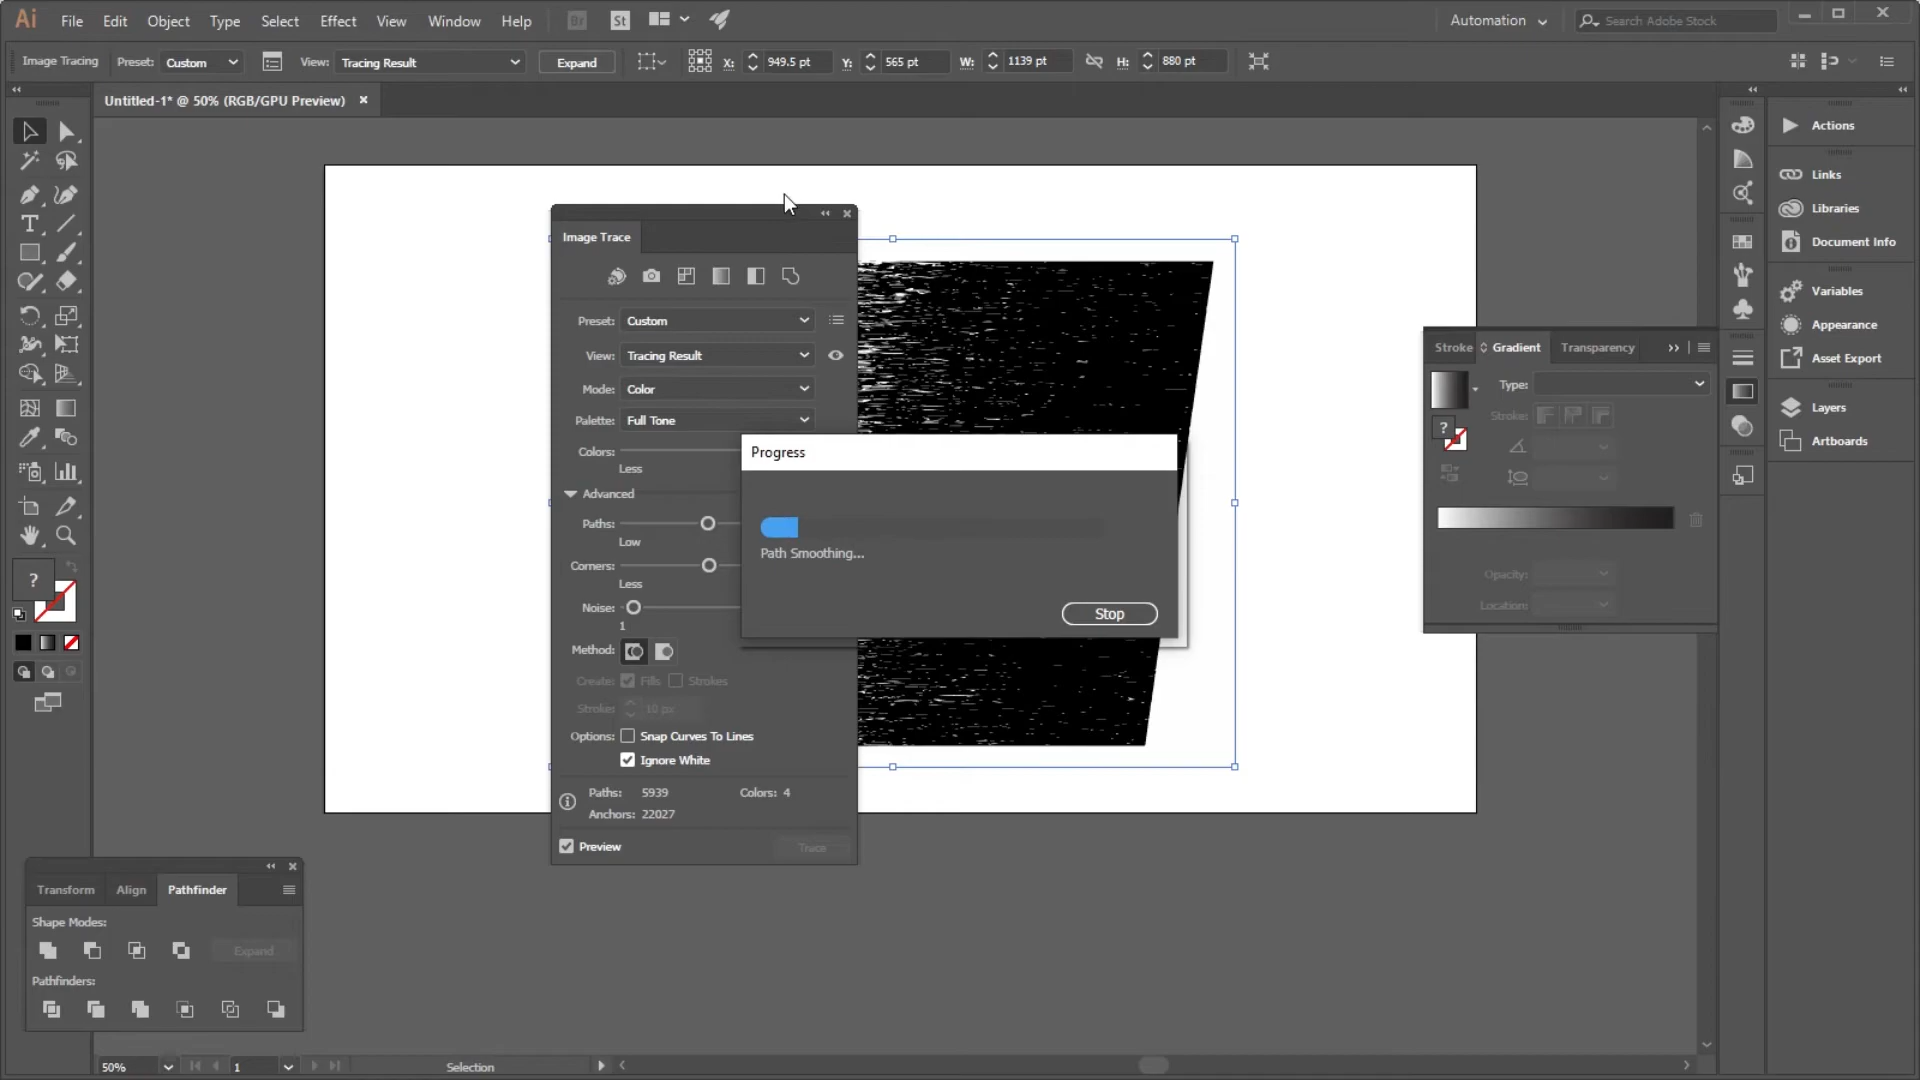 Ai File Edit Type Object Select Effect View Window Help Br St Automation Search Adobe Stock
Image Tracing Preset: Custom View: Tracing Result Expand X: 949.5 pt Y: 565 pt W: 1139 pt H: 880 pt
Untitled-1* @ 50% (RGB/GPU Preview)
Actions
Links
Libraries
Document Info
Variables
Appearance
Asset Export
Layers
Artboards
Image Trace
Preset: Custom
View: Tracing Result
Mode: Color
Palette: Full Tone
Colors:
Less
Advanced
Paths:
Low
Corners:
Less
Noise:
1
Method:
Create: Fills Strokes
Strokes: 10 px
Options: Snap Curves To Lines
Ignore White
Paths: 5939 Colors: 4
Anchors: 22027
Preview Trace
Progress
Path Smoothing...
Stop
Stroke Gradient Transparency
Type:
Stroke:
?
Opacity:
Location:
?
Transform Align Pathfinder
Shape Modes:
Expand
Pathfinders:
50% 1 Selection